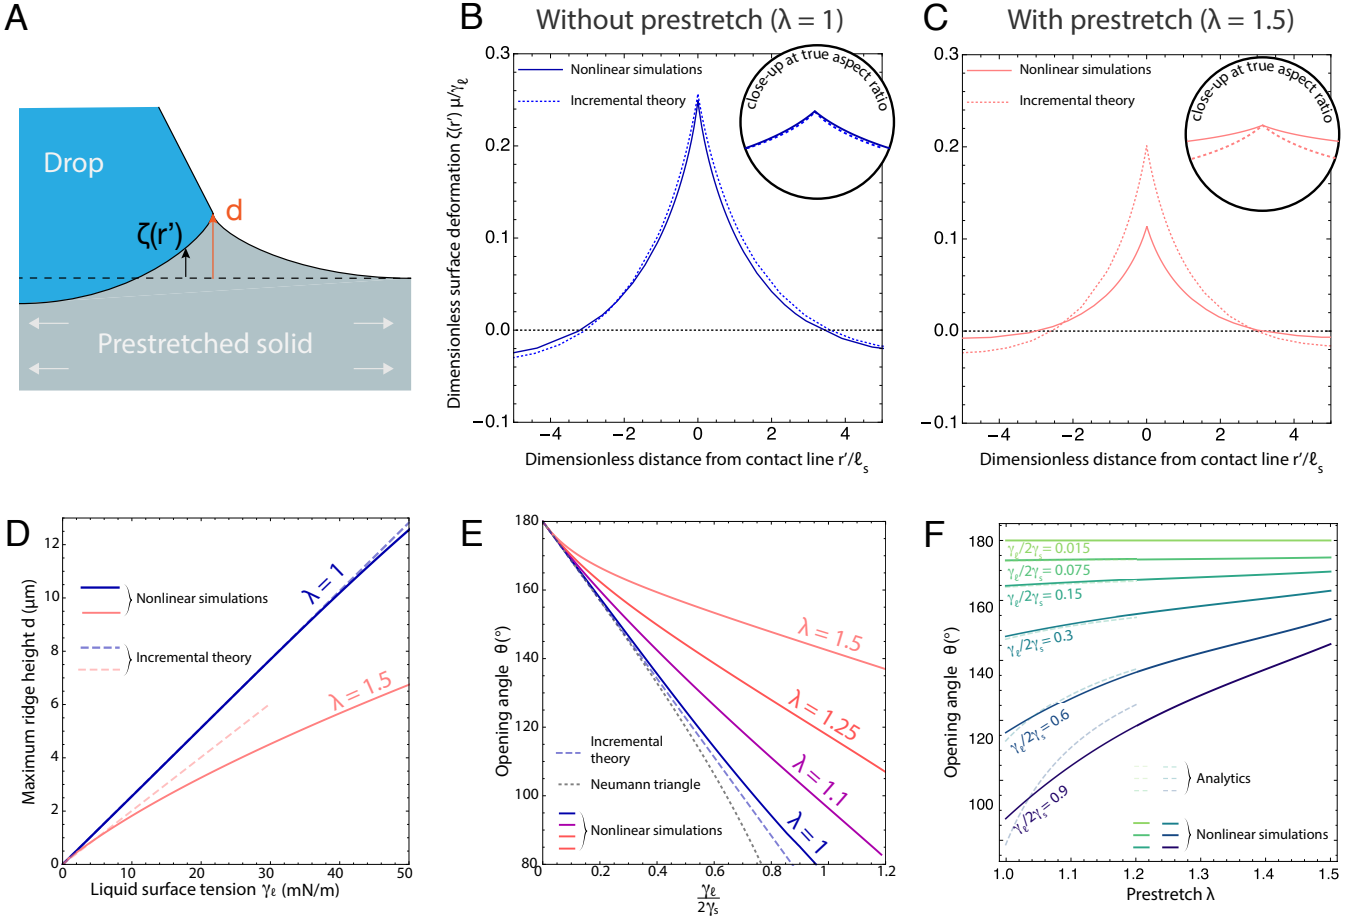 A
Drop
ζ(r')
d
Prestretched solid
B
Without prestretch (λ = 1)
0.3
0.2
0.1
0.0
−0.1
Dimensionless surface deformation ζ(r') μ/γℓ
Nonlinear simulations
Incremental theory
close-up at true aspect ratio
−4
−2
0
2
4
Dimensionless distance from contact line r'/ℓs
C
With prestretch (λ = 1.5)
0.3
0.2
0.1
0.0
−0.1
Nonlinear simulations
Incremental theory
close-up at true aspect ratio
−4
−2
0
2
4
Dimensionless distance from contact line r'/ℓs
D
12
10
8
6
4
2
0
Maximum ridge height d (μm)
Nonlinear simulations
Incremental theory
λ = 1
λ = 1.5
0
10
20
30
40
50
Liquid surface tension γℓ (mN/m)
E
180
160
140
120
100
80
Opening angle θ(°)
λ = 1.5
λ = 1.25
λ = 1.1
λ = 1
Incremental
theory
Neumann triangle
Nonlinear simulations
0
0.2
0.4
0.6
0.8
1.0
1.2
γℓ
2γs
F
180
160
140
120
100
Opening angle θ(°)
γℓ/2γs = 0.015
γℓ/2γs = 0.075
γℓ/2γs = 0.15
γℓ/2γs = 0.3
γℓ/2γs = 0.6
γℓ/2γs = 0.9
Analytics
Nonlinear simulations
1.0
1.1
1.2
1.3
1.4
1.5
Prestretch λ